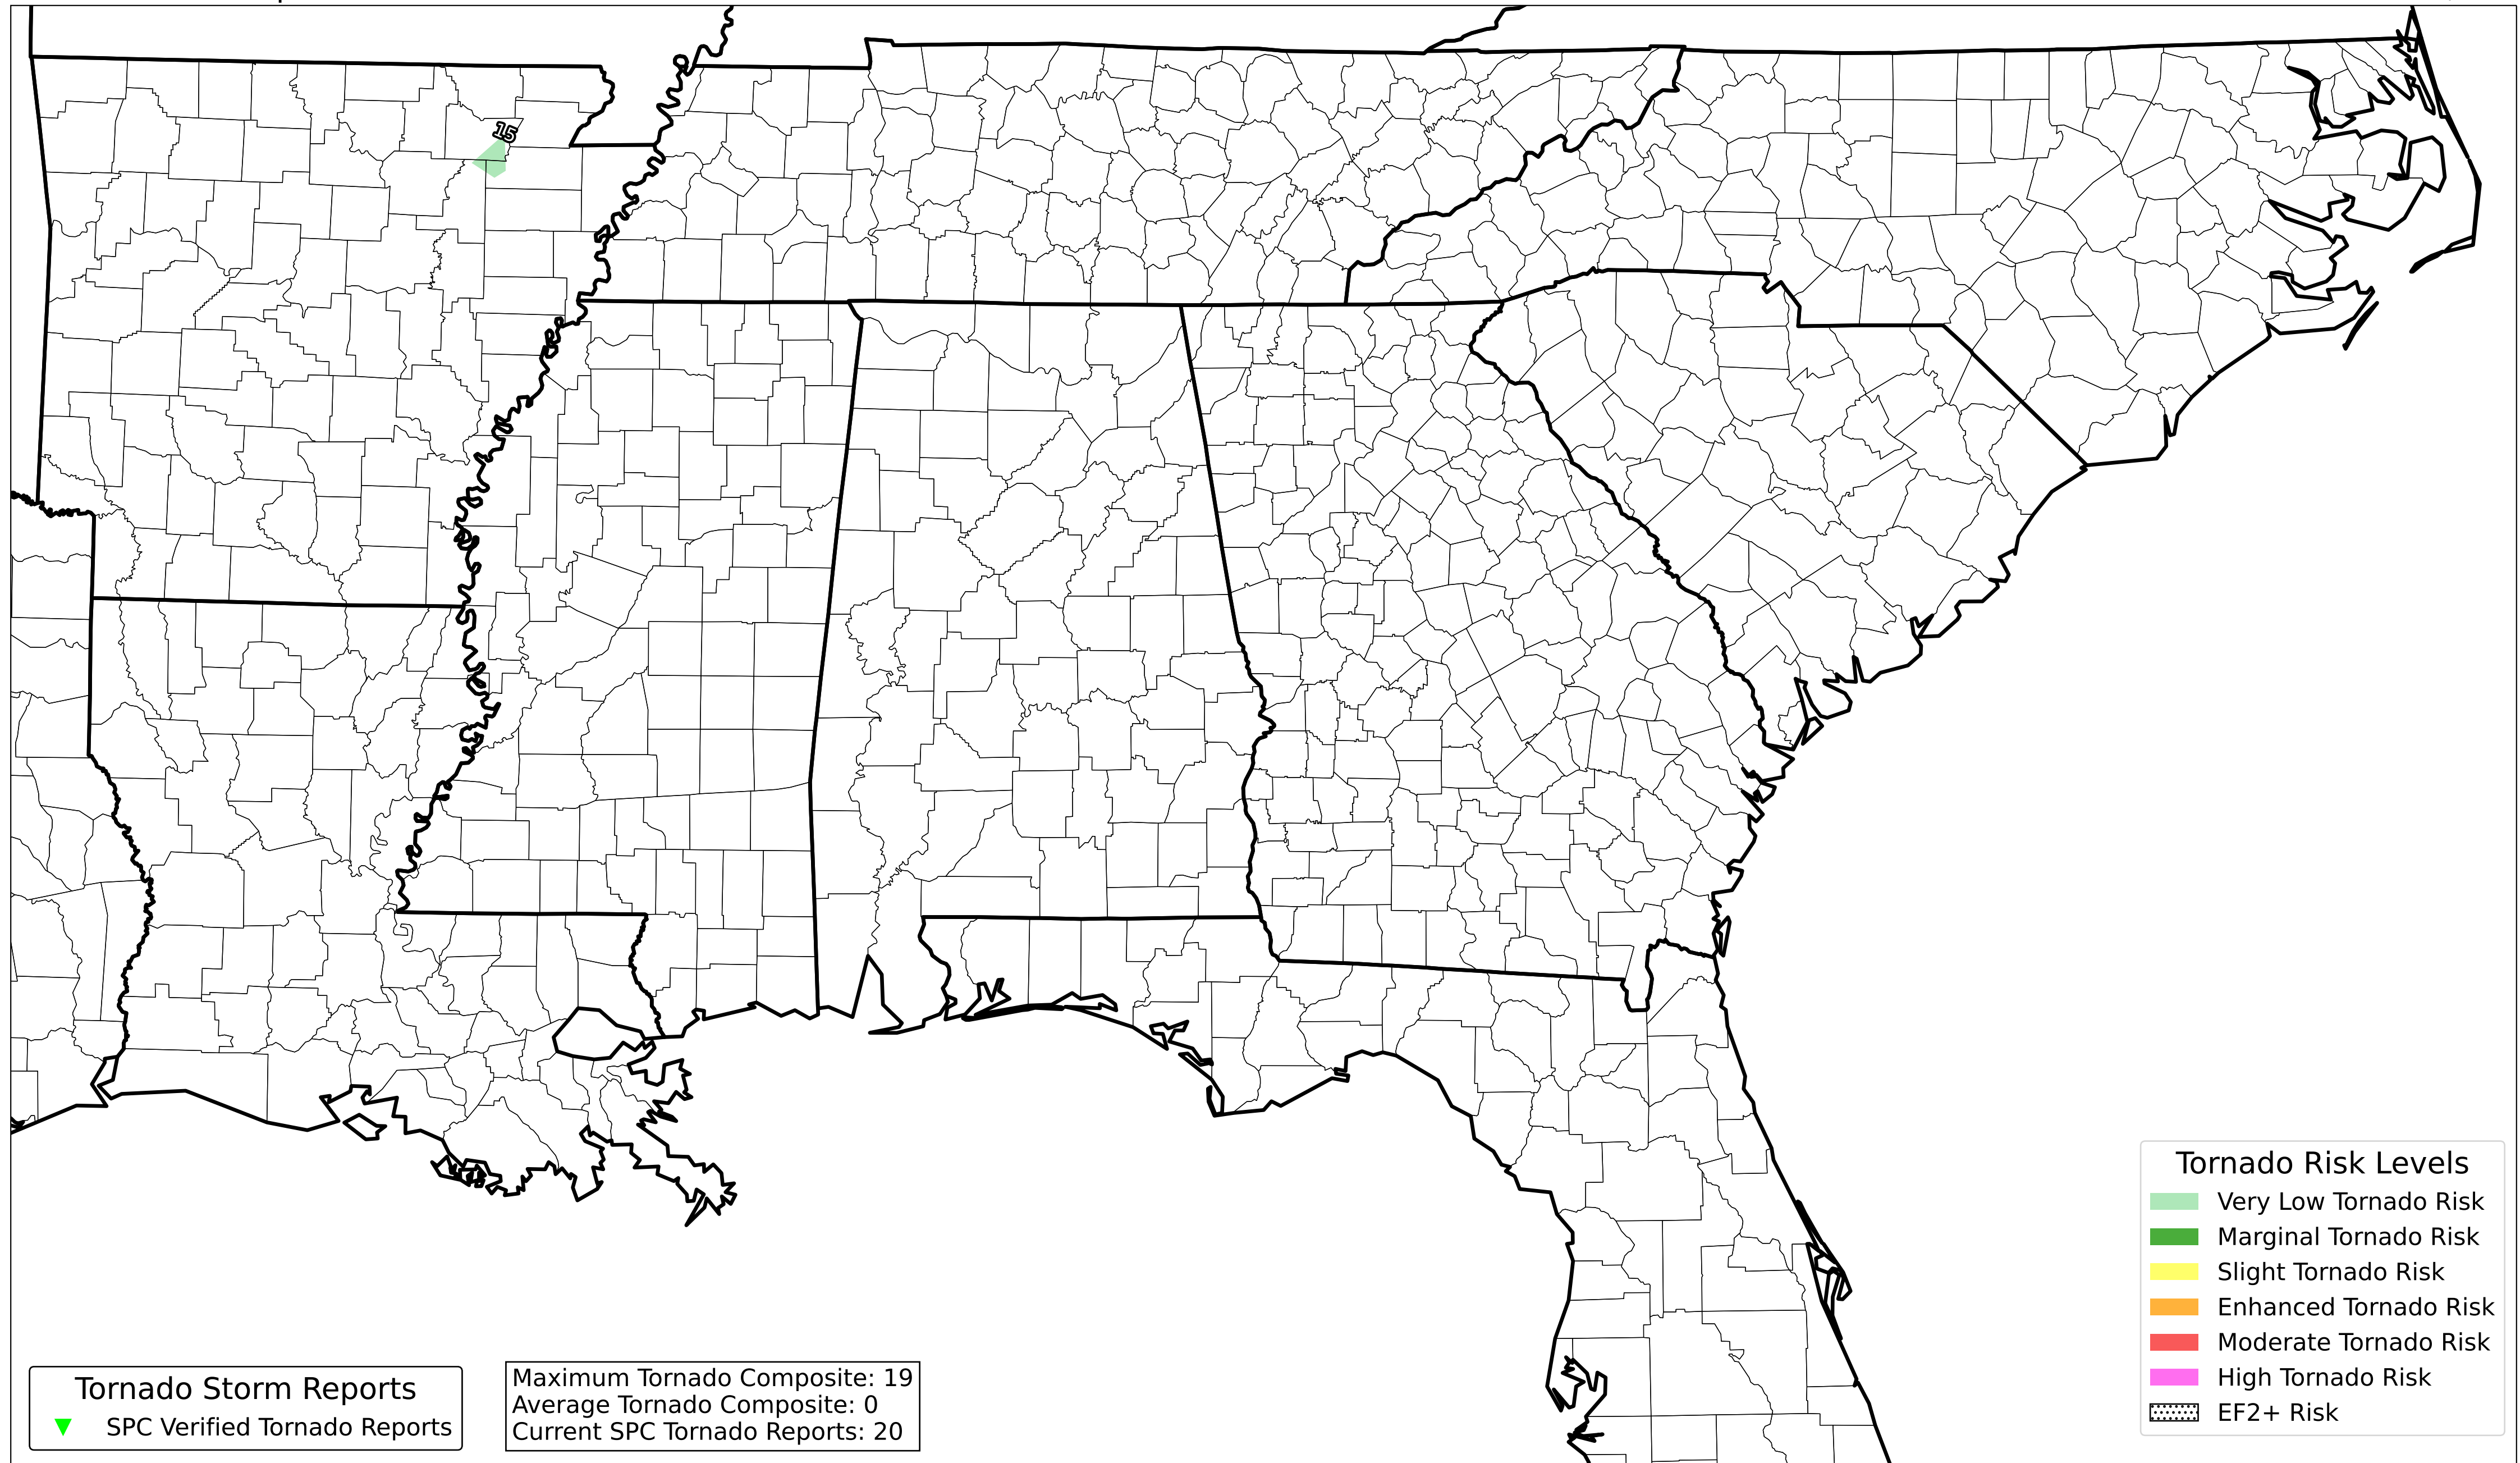 15
Tornado Risk Levels
Very Low Tornado Risk
Marginal Tornado Risk
Slight Tornado Risk
Enhanced Tornado Risk
Moderate Tornado Risk
High Tornado Risk
EF2+ Risk
Tornado Storm Reports
SPC Verified Tornado Reports
Maximum Tornado Composite: 19
Average Tornado Composite: 0
Current SPC Tornado Reports: 20